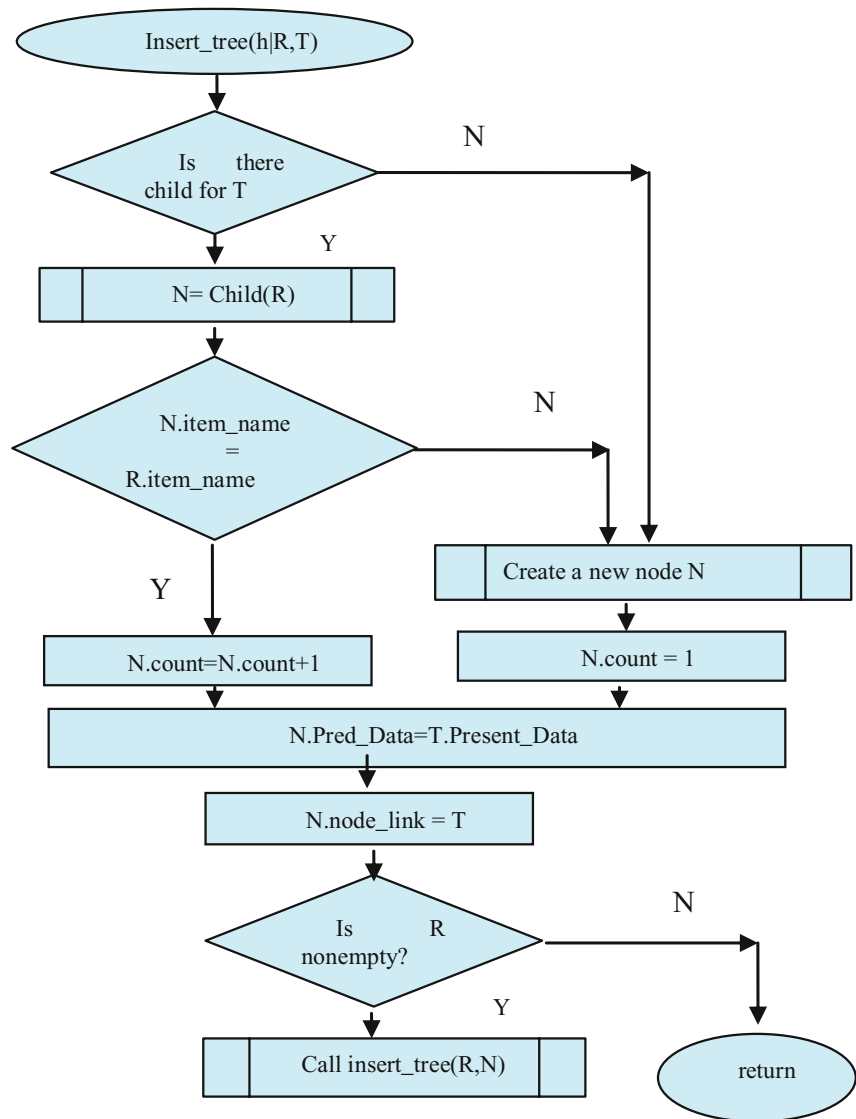 Insert_tree(h|R,T)
N
Is there
child for T
Y
N= Child(R)
N
N.item_name
=
R.item_name
Create a new node N
Y
N.count=N.count+1
N.count = 1
N.Pred_Data=T.Present_Data
N.node_link = T
N
Is R
nonempty?
Y
Call insert_tree(R,N)
return